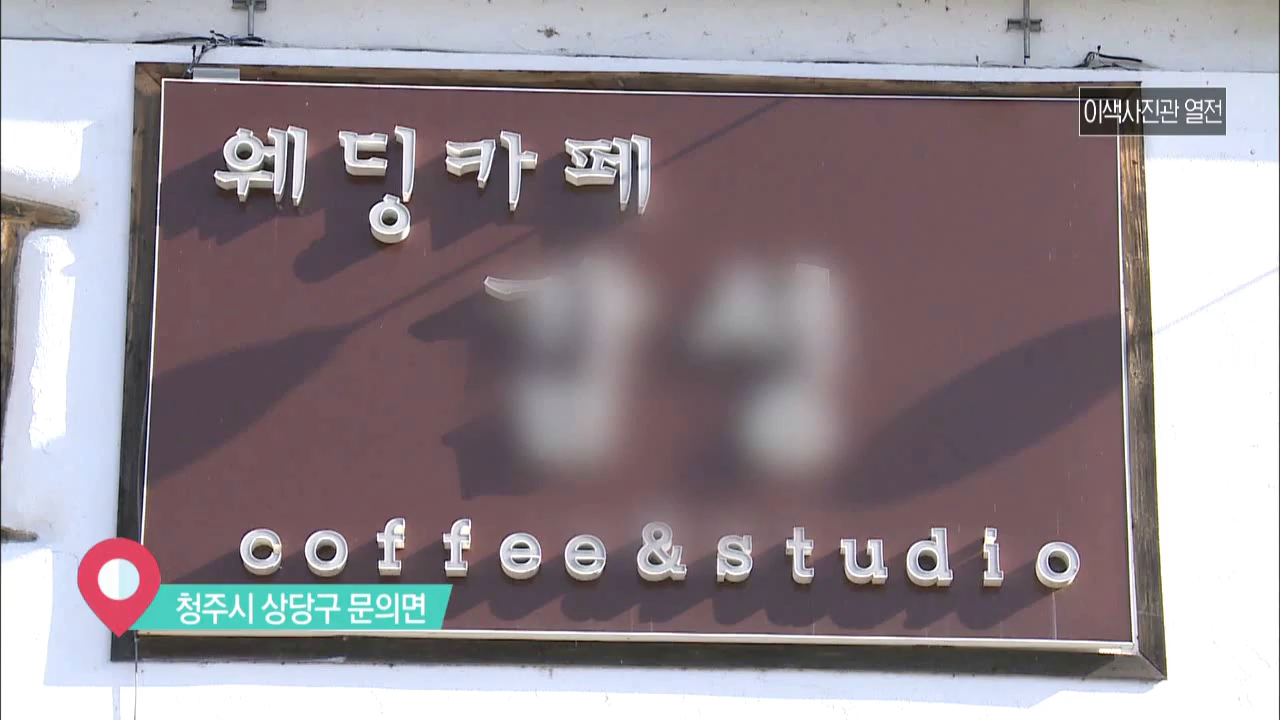 이색사진관 열전
웨딩카페
coffee&studio
청주시 상당구 문의면